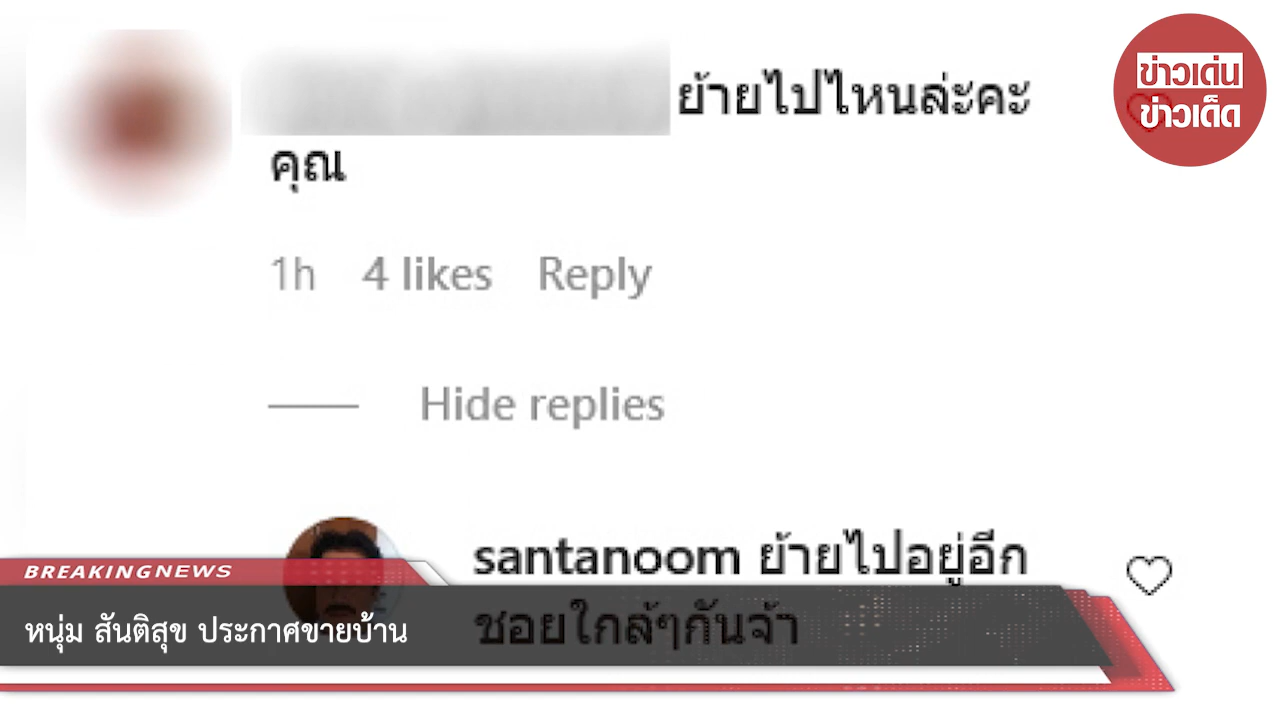 ย้ายไปไหนล่ะคะ
คุณ
1h 4 likes Reply
Hide replies
santanoom ย้ายไปอยู่อีก
ซอยใกล้ๆกันจ้า
BREAKING NEWS
หนุ่ม สันติสุข ประกาศขายบ้าน
ข่าวเด่น
ข่าวเด็ด